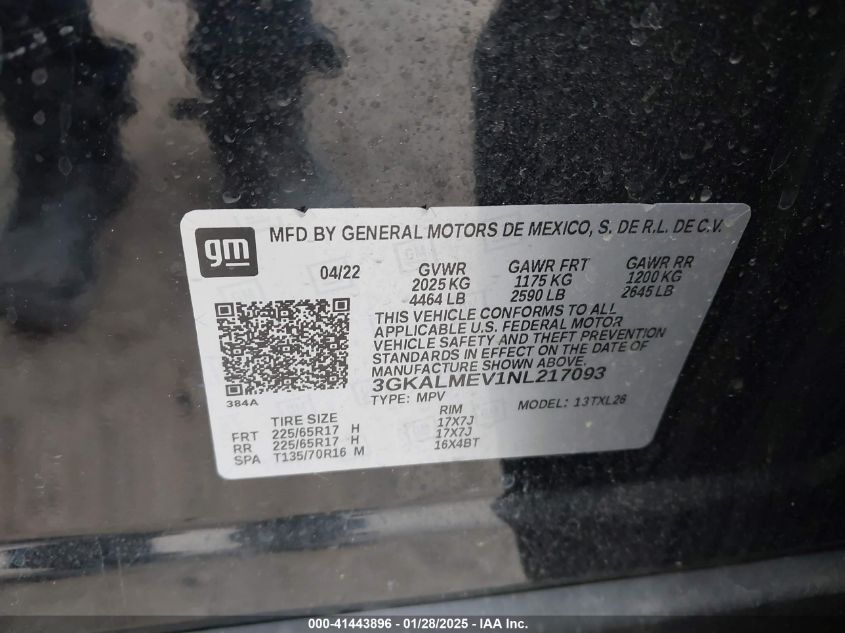 gm MFD BY GENERAL MOTORS DE MEXICO, S. DE R.L. DE C.V.
04/22 GVWR GAWR FRT GAWR RR
2025 KG 1175 KG 1200 KG
4464 LB 2590 LB 2645 LB
THIS VEHICLE CONFORMS TO ALL
APPLICABLE U.S. FEDERAL MOTOR
VEHICLE SAFETY AND THEFT PREVENTION
STANDARDS IN EFFECT ON THE DATE OF
MANUFACTURE SHOWN ABOVE.
3GKALMEV1NL217093
384A TYPE: MPV MODEL: 13TXL26
TIRE SIZE RIM
FRT 225/65R17 H 17X7J
RR 225/65R17 H 17X7J
SPA T135/70R16 M 16X4BT
000-41443896 - 01/28/2025 - IAA Inc.